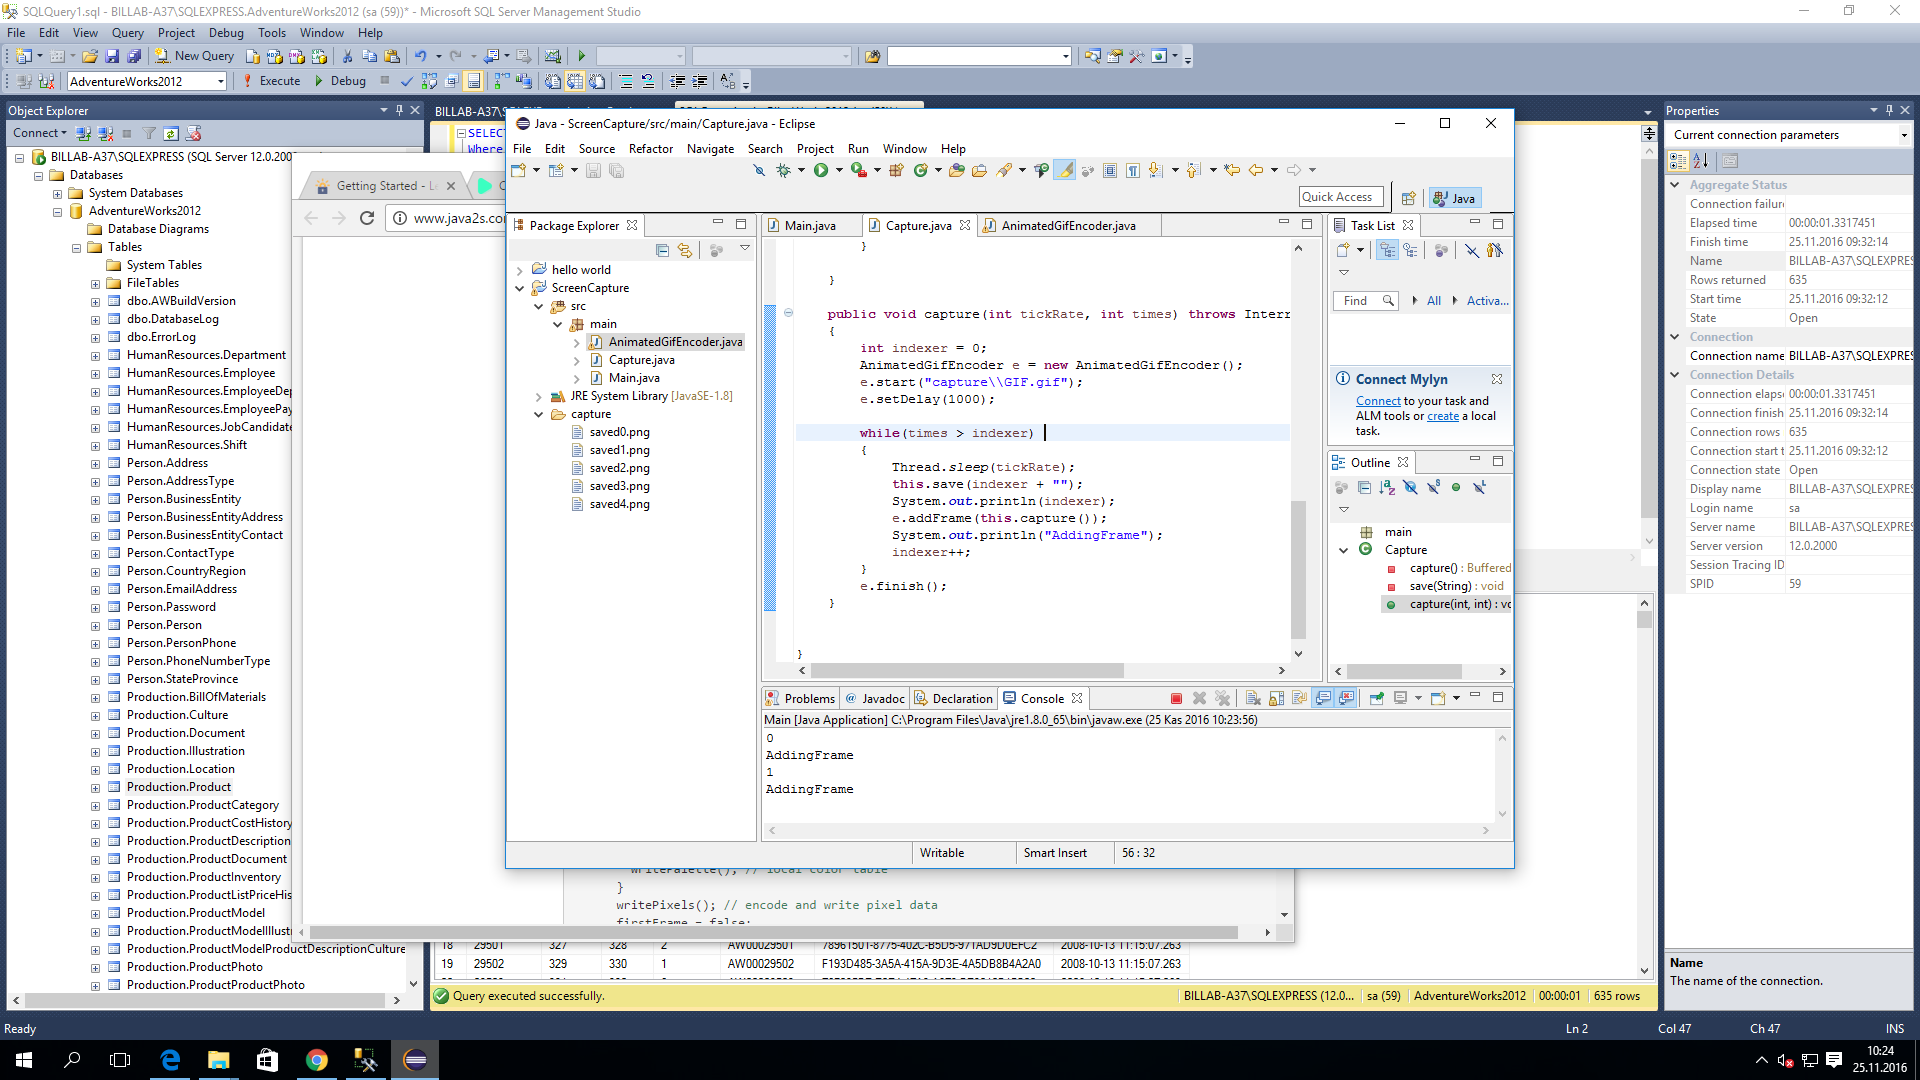 SQLQuery1.sql - BILLAB-A37\SQLEXPRESS.AdventureWorks2012 (sa (59))* - Microsoft SQL Server Management Studio
File Edit View Query Project Debug Tools Window Help
New Query
AdventureWorks2012 Execute Debug
Object Explorer
Connect
BILLAB-A37\SQLEXPRESS (SQL Server 12.0.200
Databases
System Databases
AdventureWorks2012
Database Diagrams
Tables
System Tables
FileTables
dbo.AWBuildVersion
dbo.DatabaseLog
dbo.ErrorLog
HumanResources.Department
HumanResources.Employee
HumanResources.EmployeeDep
HumanResources.EmployeePay
HumanResources.JobCandidate
HumanResources.Shift
Person.Address
Person.AddressType
Person.BusinessEntity
Person.BusinessEntityAddress
Person.BusinessEntityContact
Person.ContactType
Person.CountryRegion
Person.EmailAddress
Person.Password
Person.Person
Person.PersonPhone
Person.PhoneNumberType
Person.StateProvince
Production.BillOfMaterials
Production.Culture
Production.Document
Production.Illustration
Production.Location
Production.Product
Production.ProductCategory
Production.ProductCostHistory
Production.ProductDescription
Production.ProductDocument
Production.ProductInventory
Production.ProductListPriceHis
Production.ProductModel
Production.ProductModelIllustr
Production.ProductModelProductDescriptionCulture
Production.ProductPhoto
Production.ProductProductPhoto
SELECT
Where
Getting Started - Le
www.java2s.co
Java - ScreenCapture/src/main/Capture.java - Eclipse
File Edit Source Refactor Navigate Search Project Run Window Help
Quick Access Java
Package Explorer
hello world
ScreenCapture
src
main
AnimatedGifEncoder.java
Capture.java
Main.java
JRE System Library [JavaSE-1.8]
capture
saved0.png
saved1.png
saved2.png
saved3.png
saved4.png
Main.java Capture.java AnimatedGifEncoder.java
}
}
public void capture(int tickRate, int times) throws Interr
{
int indexer = 0;
AnimatedGifEncoder e = new AnimatedGifEncoder();
e.start("capture\\GIF.gif");
e.setDelay(1000);
while(times > indexer)
{
Thread.sleep(tickRate);
this.save(indexer + "");
System.out.println(indexer);
e.addFrame(this.capture());
System.out.println("AddingFrame");
indexer++;
}
e.finish();
}
}
Task List
Find All Activa...
Connect Mylyn
Connect to your task and
ALM tools or create a local
task.
Outline
main
Capture
capture() : Buffered
save(String) : void
capture(int, int) : vo
Problems Javadoc Declaration Console
Main [Java Application] C:\Program Files\Java\jre1.8.0_65\bin\javaw.exe (25 Kas 2016 10:23:56)
0
AddingFrame
1
AddingFrame
Writable Smart Insert 56 : 32
writePalette(); // local color table
}
writePixels(); // encode and write pixel data
firstFrame = false;
18 29501 327 328 2 AW00029501 78961501-8775-402C-B5D5-971AD9D0EFC2 2008-10-13 11:15:07.263
19 29502 329 330 1 AW00029502 F193D485-3A5A-415A-9D3E-4A5DB8B4A2A0 2008-10-13 11:15:07.263
Query executed successfully. BILLAB-A37\SQLEXPRESS (12.0... sa (59) AdventureWorks2012 00:00:01 635 rows
Properties
Current connection parameters
Aggregate Status
Connection failure
Elapsed time 00:00:01.3317451
Finish time 25.11.2016 09:32:14
Name BILLAB-A37\SQLEXPRES
Rows returned 635
Start time 25.11.2016 09:32:12
State Open
Connection
Connection name BILLAB-A37\SQLEXPRES
Connection Details
Connection elapse 00:00:01.3317451
Connection finish 25.11.2016 09:32:14
Connection rows 635
Connection start t 25.11.2016 09:32:12
Connection state Open
Display name BILLAB-A37\SQLEXPRES
Login name sa
Server name BILLAB-A37\SQLEXPRES
Server version 12.0.2000
Session Tracing ID
SPID 59
Name
The name of the connection.
Ready Ln 2 Col 47 Ch 47 INS
10:24
25.11.2016